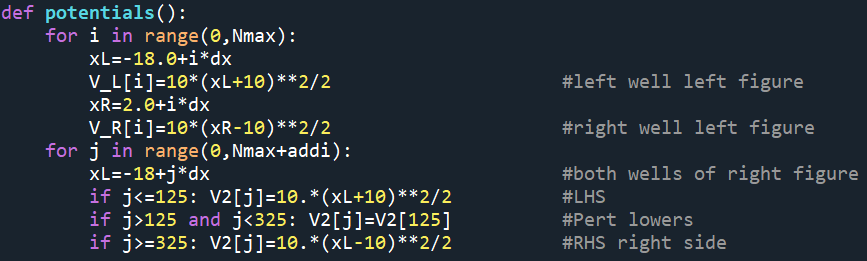 def potentials():
    for i in range(0,Nmax):
        xL=-18.0+i*dx
        V_L[i]=10*(xL+10)**2/2                     #left well left figure
        xR=2.0+i*dx
        V_R[i]=10*(xR-10)**2/2                     #right well left figure
    for j in range(0,Nmax+addi):
        xL=-18+j*dx                                #both wells of right figure
        if j<=125: V2[j]=10.*(xL+10)**2/2          #LHS
        if j>125 and j<325: V2[j]=V2[125]          #Pert lowers
        if j>=325: V2[j]=10.*(xL-10)**2/2          #RHS right side